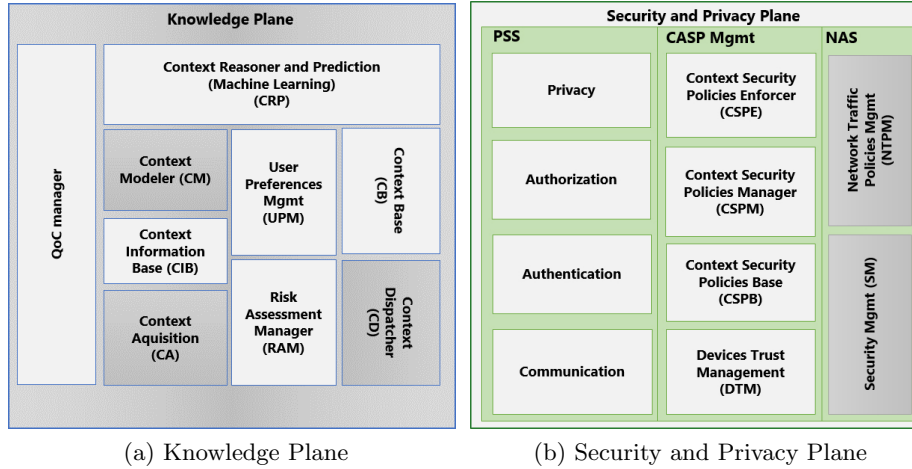 Knowledge Plane
QoC manager
Context Reasoner and Prediction
(Machine Learning)
(CRP)
Context
Modeler (CM)
User
Preferences
Mgmt
(UPM)
Context Base
(CB)
Context
Information
Base (CIB)
Context
Aquisition
(CA)
Risk
Assessment
Manager
(RAM)
Context
Dispatcher
(CD)
(a) Knowledge Plane
Security and Privacy Plane
PSS
Privacy
Authorization
Authentication
Communication
CASP Mgmt
Context Security
Policies Enforcer
(CSPE)
Context Security
Policies Manager
(CSPM)
Context Security
Policies Base
(CSPB)
Devices Trust
Management
(DTM)
NAS
Network Traffic
Policies Mgmt
(NTPM)
Security Mgmt (SM)
(b) Security and Privacy Plane